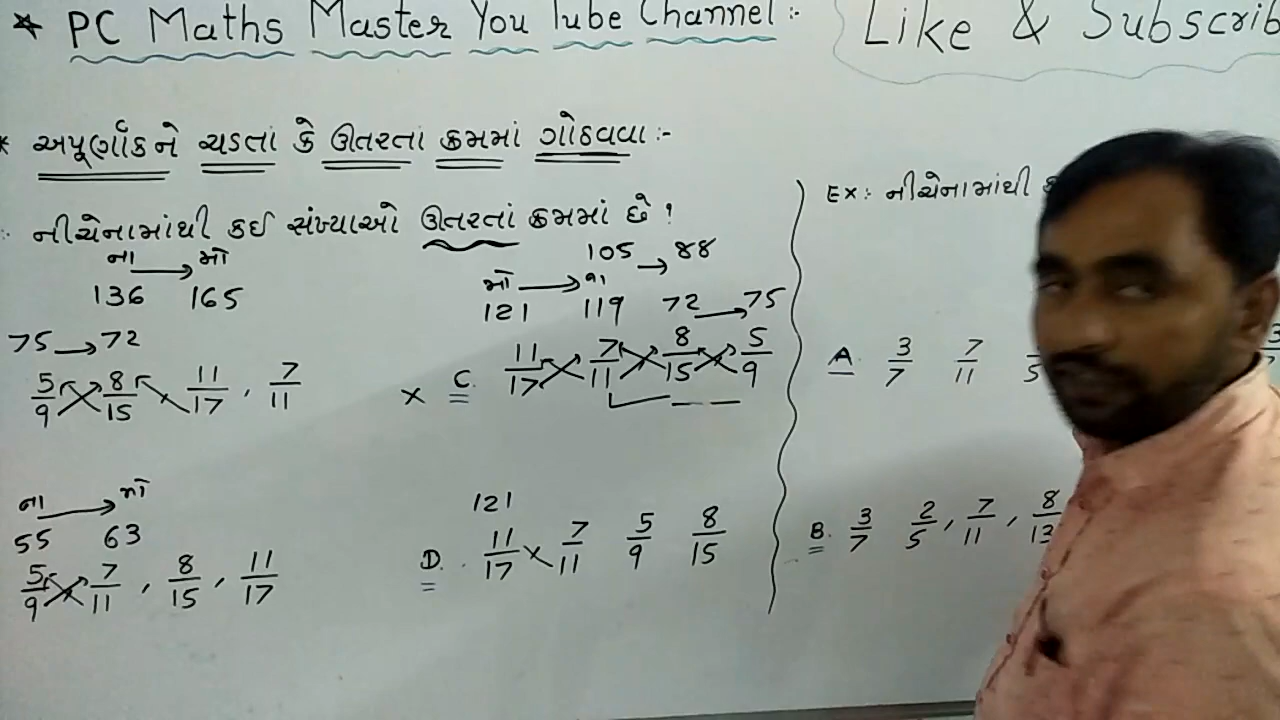 * PC Maths Master You Tube Channel :-
Like & Subscrib
* અપૂર્ણાંકને ચડતા કે ઊતરતા ક્રમમાં ગોઠવવા :-
: નીચેનામાંથી કઈ સંખ્યાઓ ઊતરતાં ક્રમમાં છે ?
ના → મો
136 165
75 → 72
5/9 8/15 11/17 , 7/11
105 → 88
મો → ના
121 119 72 → 75
× C. 11/17 7/11 8/15 5/9
ના → મો
55 63
5/9 7/11 , 8/15 , 11/17
121
D. 11/17 7/11 5/9 8/15
Ex: નીચેનામાંથી
A. 3/7 7/11
B. 3/7 2/5 , 7/11 , 8/13